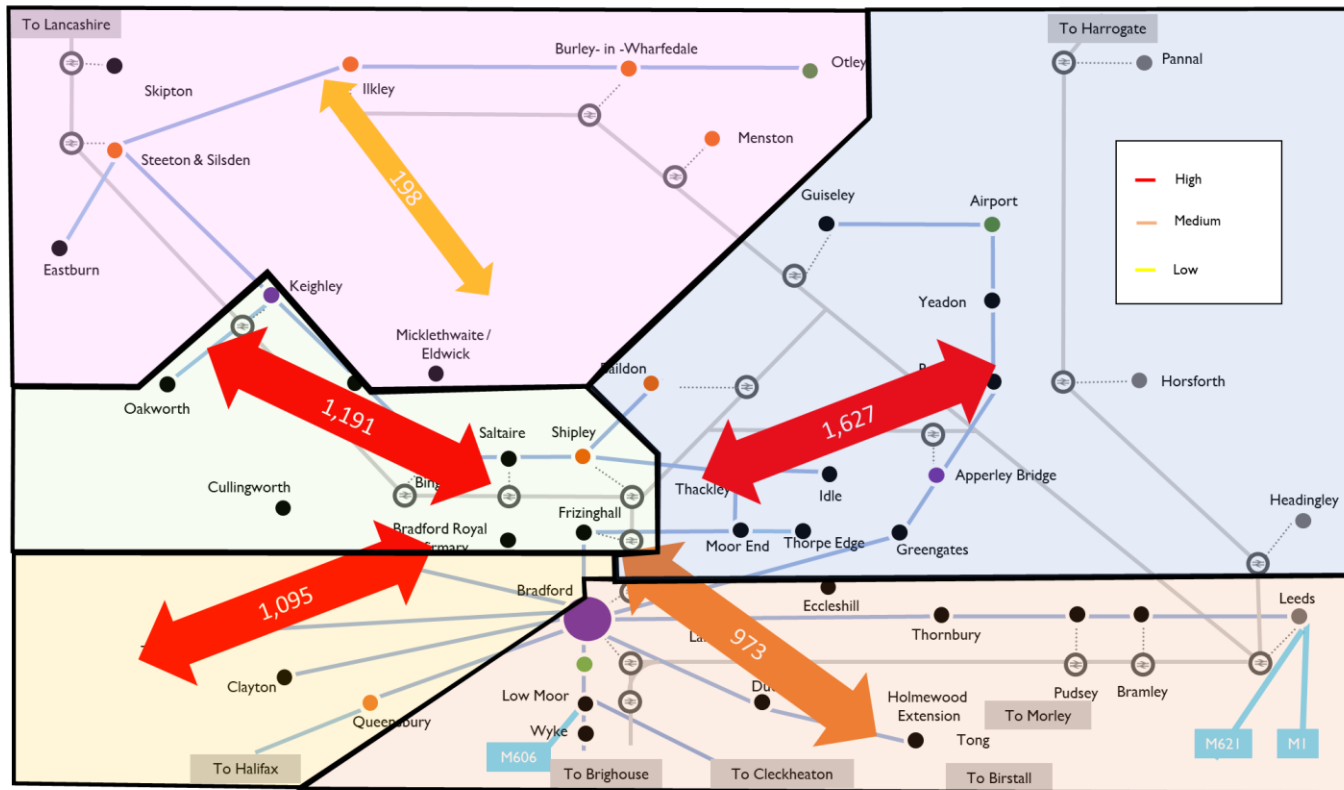 To Lancashire
To Harrogate
Burley- in -Wharfedale
Otley
Pannal
Skipton
Ilkley
Menston
Steeton & Silsden
198
High
Guiseley
Airport
Medium
Eastburn
Low
Keighley
Yeadon
Micklethwaite /
Eldwick
Baildon
Horsforth
Oakworth
1,191
1,627
Saltaire
Shipley
Cullingworth
Thackley
Idle
Apperley Bridge
Headingley
Frizinghall
Bradford Royal
Moor End
Thorpe Edge
Greengates
1,095
Bradford
Eccleshill
Leeds
Thornbury
973
Clayton
Low Moor
Holmewood
Extension
Pudsey
Bramley
Queensbury
To Morley
Wyke
Tong
M606
M621
M1
To Halifax
To Brighouse
To Cleckheaton
To Birstall